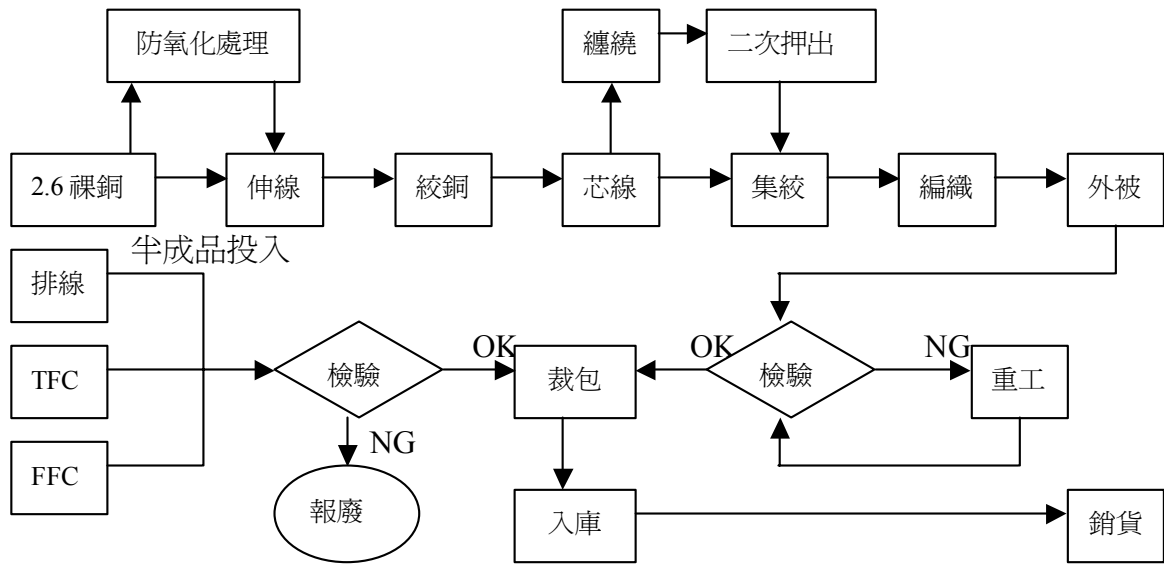 防氧化處理
纏繞
二次押出
2.6 祼銅
伸線
絞銅
芯線
集絞
編織
外被
半成品投入
排線
TFC
FFC
檢驗
OK
NG
報廢
裁包
OK
檢驗
NG
重工
入庫
銷貨